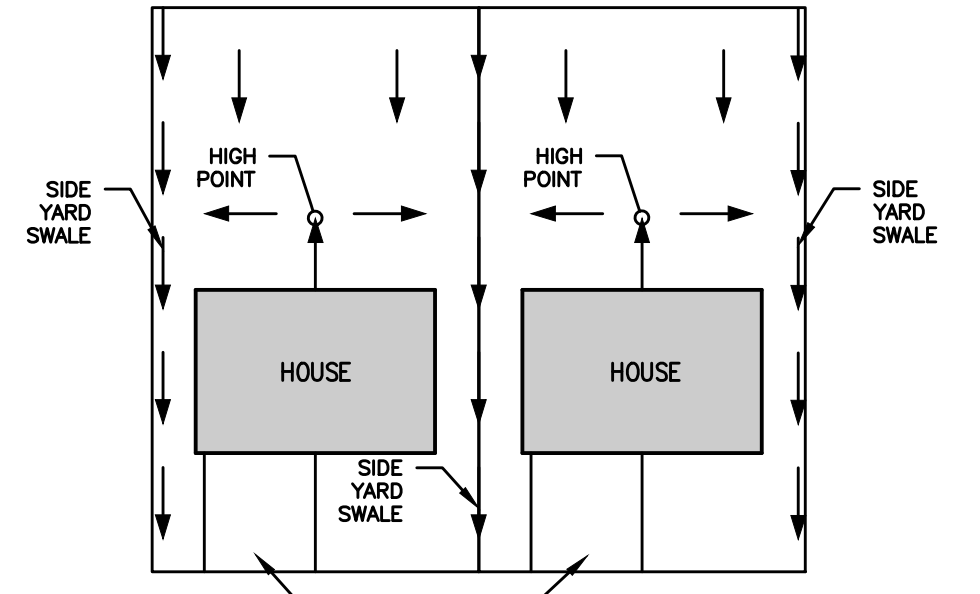 HIGH
POINT
HIGH
POINT
SIDE
YARD
SWALE
SIDE
YARD
SWALE
HOUSE
HOUSE
SIDE
YARD
SWALE